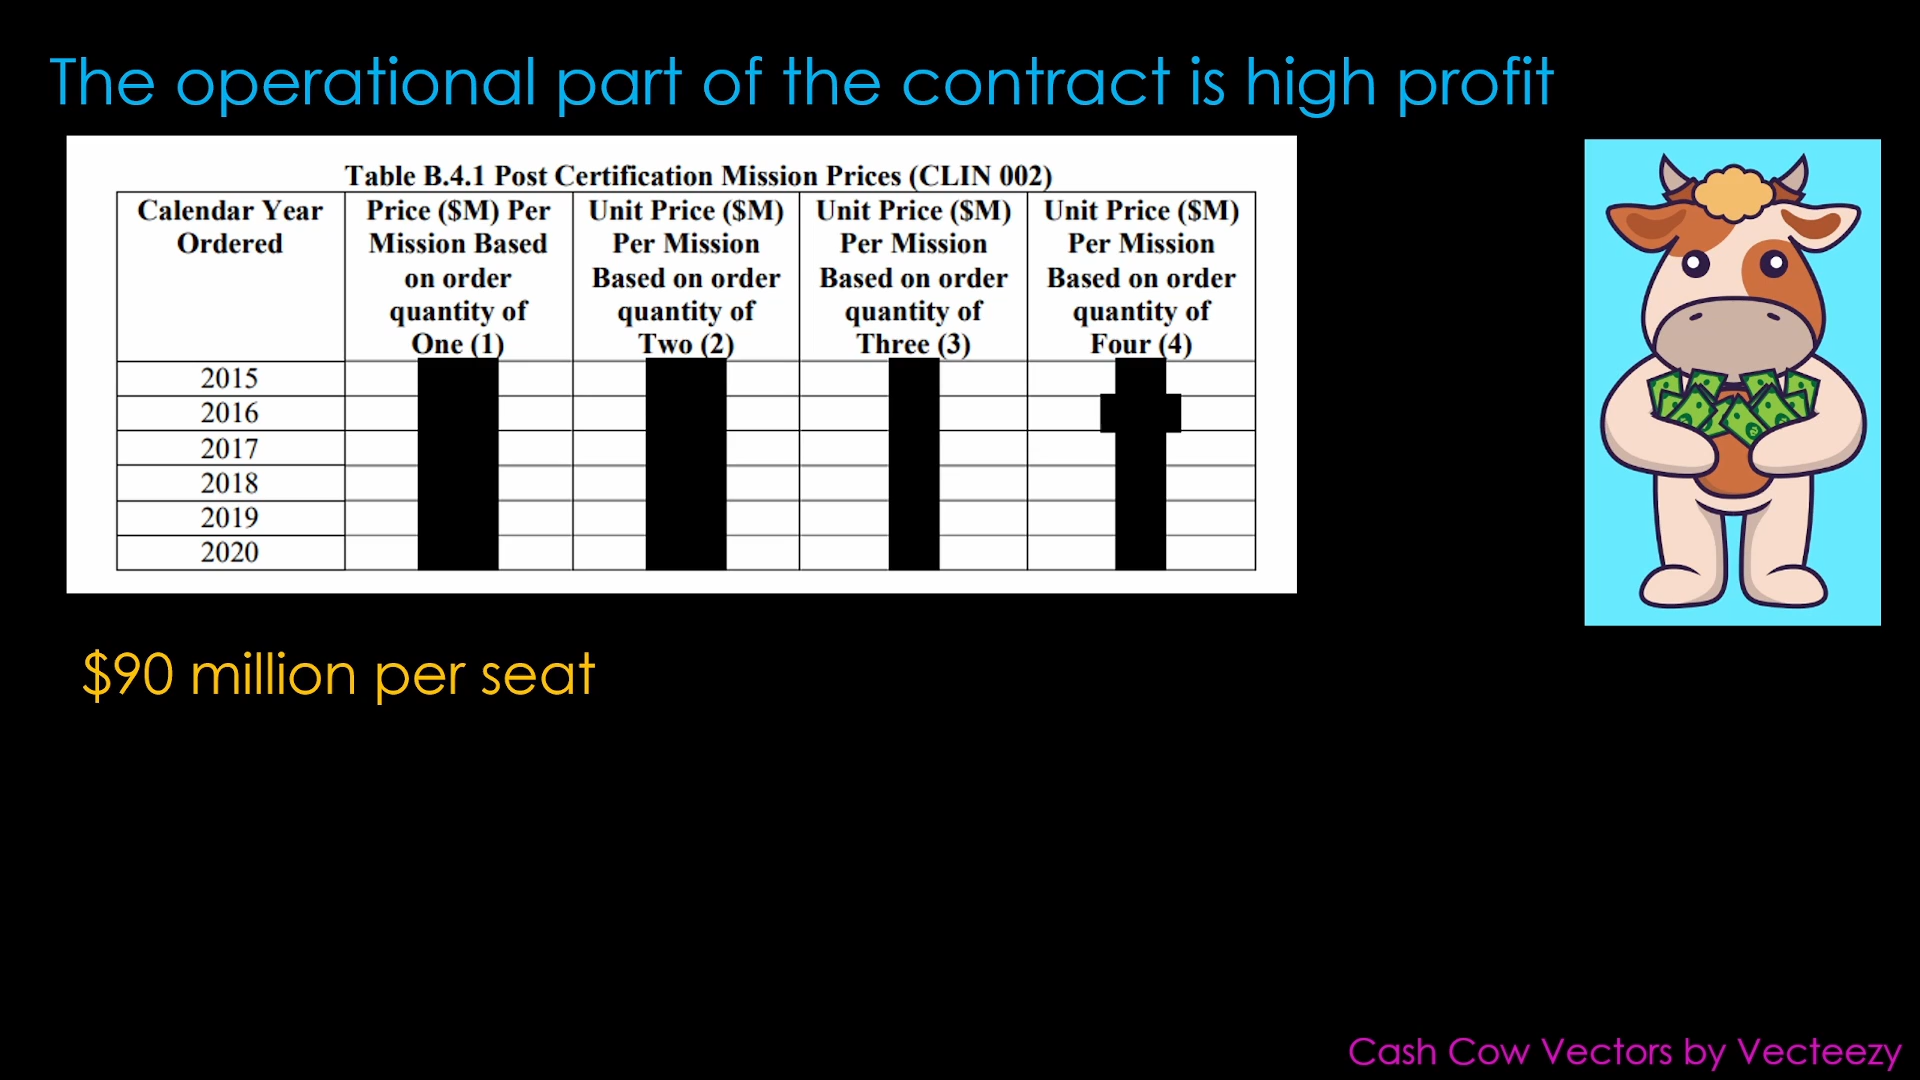 The operational part of the contract is high profit
Table B.4.1 Post Certification Mission Prices (CLIN 002)
Calendar Year Ordered
Price ($M) Per Mission Based on order quantity of One (1)
Unit Price ($M) Per Mission Based on order quantity of Two (2)
Unit Price ($M) Per Mission Based on order quantity of Three (3)
Unit Price ($M) Per Mission Based on order quantity of Four (4)
2015
2016
2017
2018
2019
2020
$90 million per seat
Cash Cow Vectors by Vecteezy